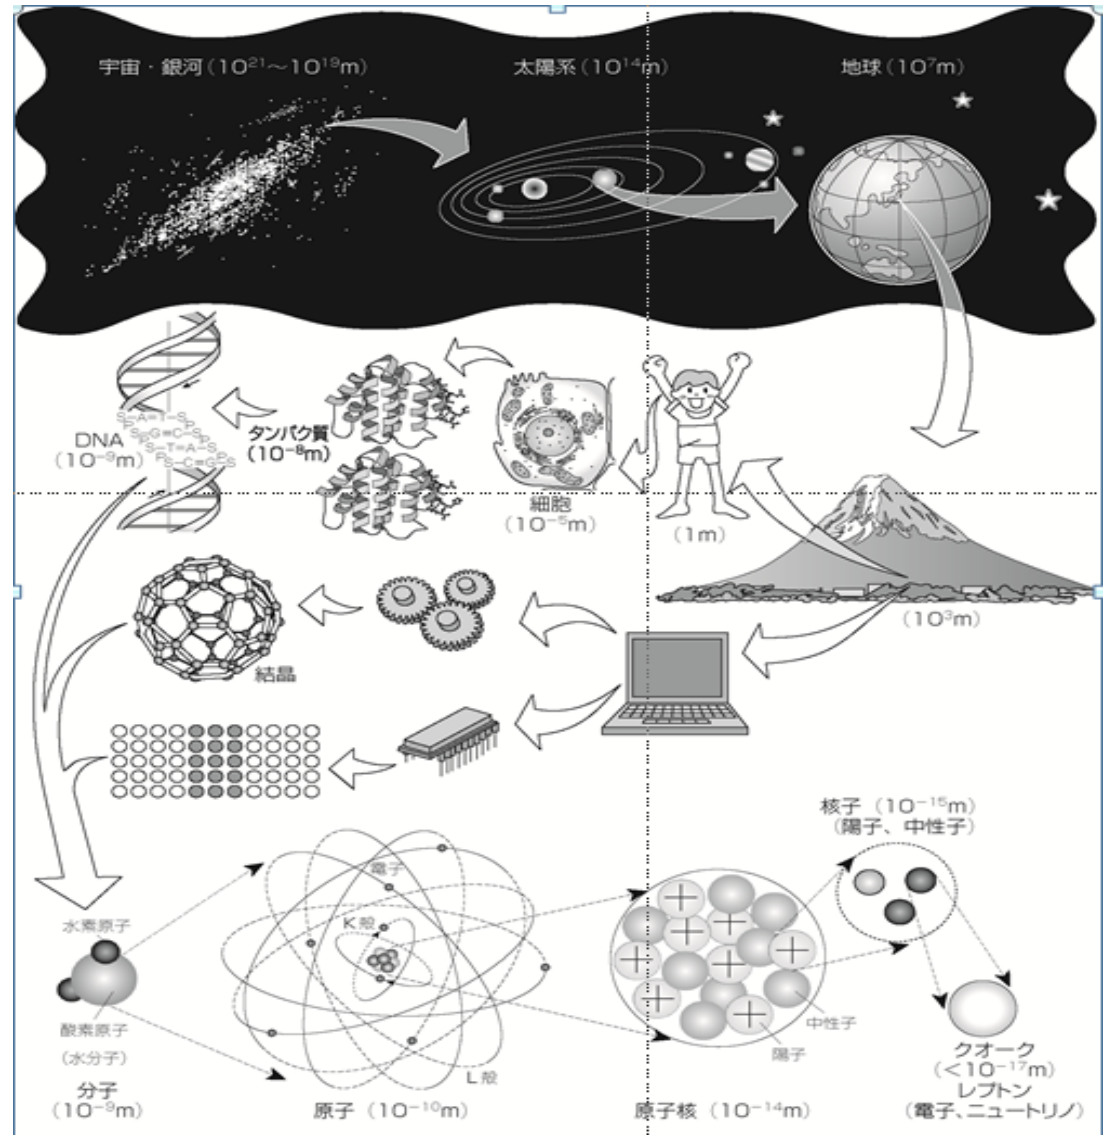 宇宙・銀河(10²¹~10¹⁹m)
太陽系(10¹⁴m)
地球(10⁷m)
DNA
(10⁻⁹m)
S-A=T-S
P P
S-G≡C-S
P P
S-T=A-S
P P
S-C≡G-S
タンパク質
(10⁻⁸m)
細胞
(10⁻⁵m)
(1m)
(10³m)
結晶
水素原子
酸素原子
(水分子)
分子
(10⁻⁹m)
電子
K殻
L殻
原子 (10⁻¹⁰m)
中性子
陽子
原子核 (10⁻¹⁴m)
核子 (10⁻¹⁵m)
(陽子、中性子)
クオーク
(<10⁻¹⁷m)
レプトン
(電子、ニュートリノ)